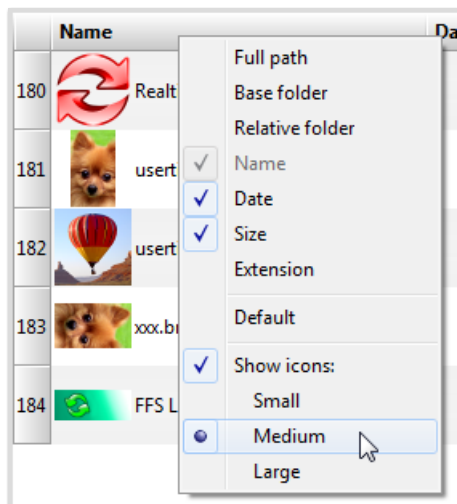 Name
Da
Full path
180 Realt
Base folder
Relative folder
181 usert
Name
Date
182 usert
Size
Extension
Default
183 xxx.br
Show icons:
184 FFS L
Small
Medium
Large